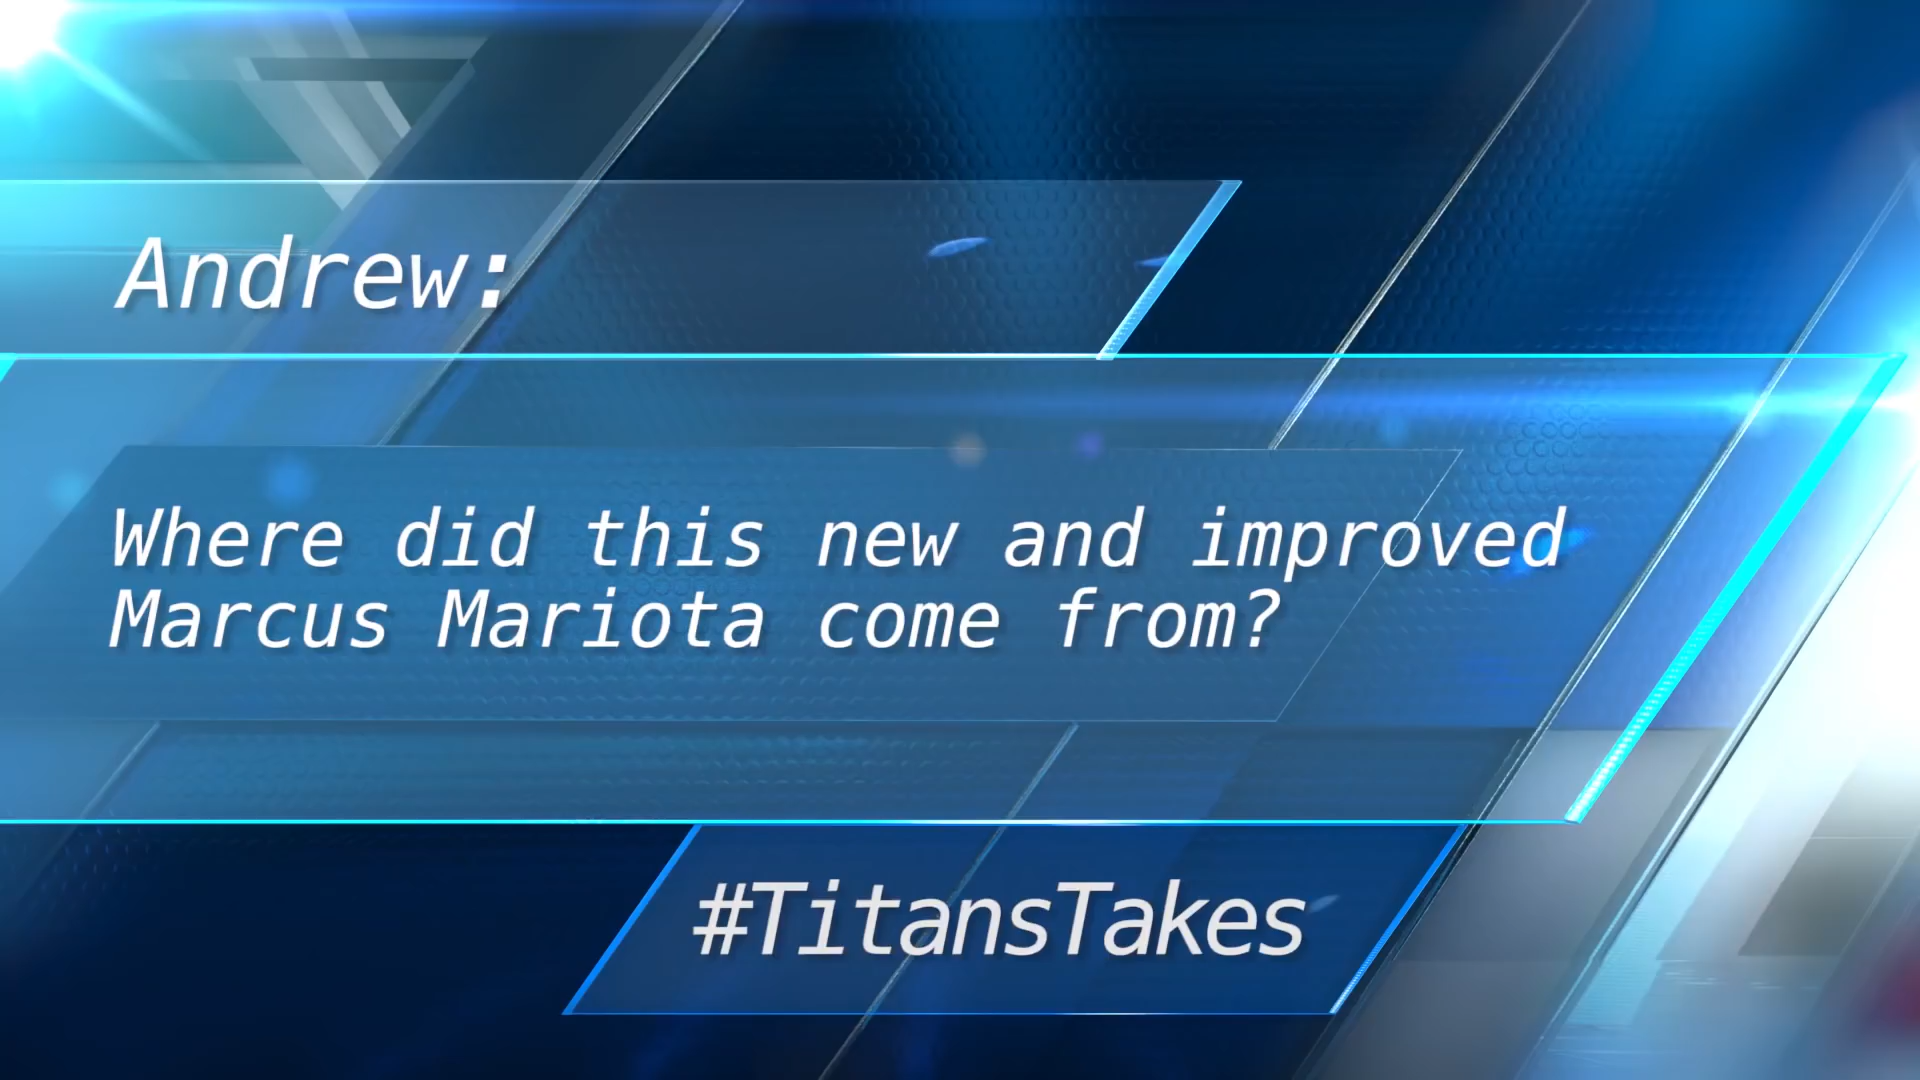 Andrew:
Where did this new and improved
Marcus Mariota come from?
#TitansTakes